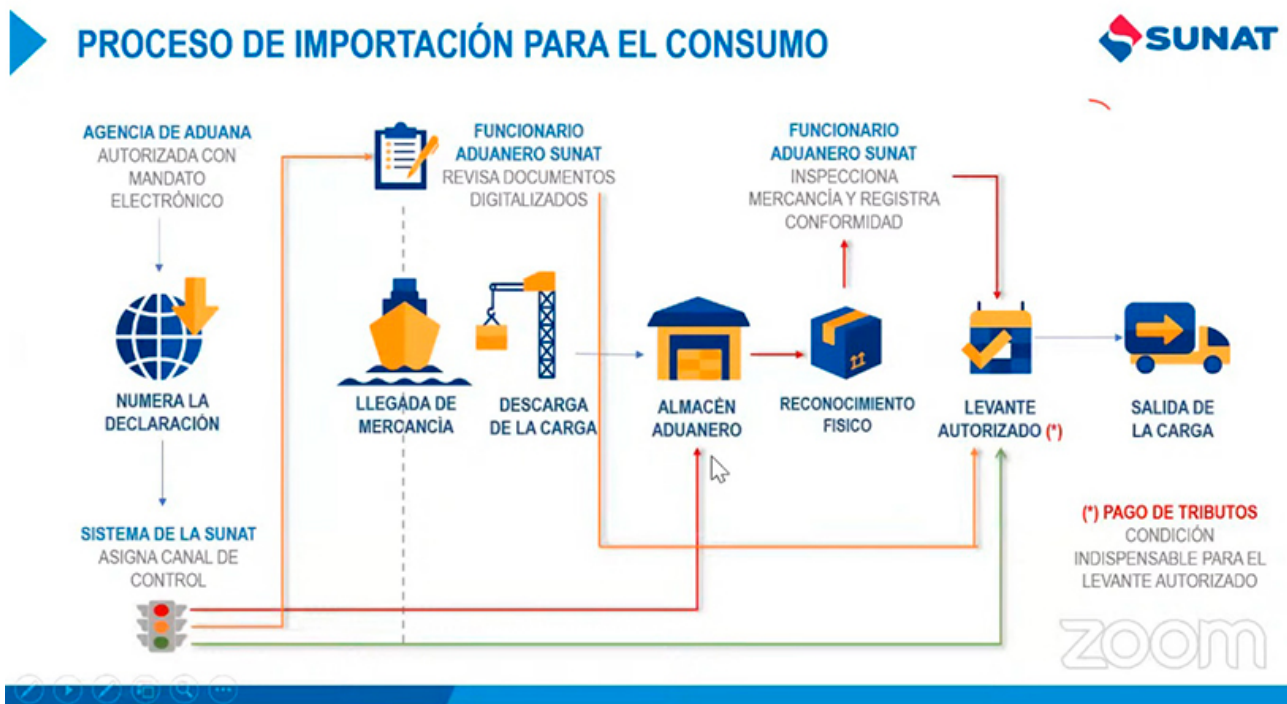 PROCESO DE IMPORTACIÓN PARA EL CONSUMO
SUNAT
AGENCIA DE ADUANA
AUTORIZADA CON
MANDATO
ELECTRÓNICO
FUNCIONARIO
ADUANERO SUNAT
REVISA DOCUMENTOS
DIGITALIZADOS
FUNCIONARIO
ADUANERO SUNAT
INSPECCIONA
MERCANCÍA Y REGISTRA
CONFORMIDAD
NUMERA LA
DECLARACIÓN
LLEGADA DE
MERCANCÌA
DESCARGA
DE LA CARGA
ALMACÉN
ADUANERO
RECONOCIMIENTO
FISICO
LEVANTE
AUTORIZADO (*)
SALIDA DE
LA CARGA
SISTEMA DE LA SUNAT
ASIGNA CANAL DE
CONTROL
(*) PAGO DE TRIBUTOS
CONDICIÓN
INDISPENSABLE PARA EL
LEVANTE AUTORIZADO
zoom